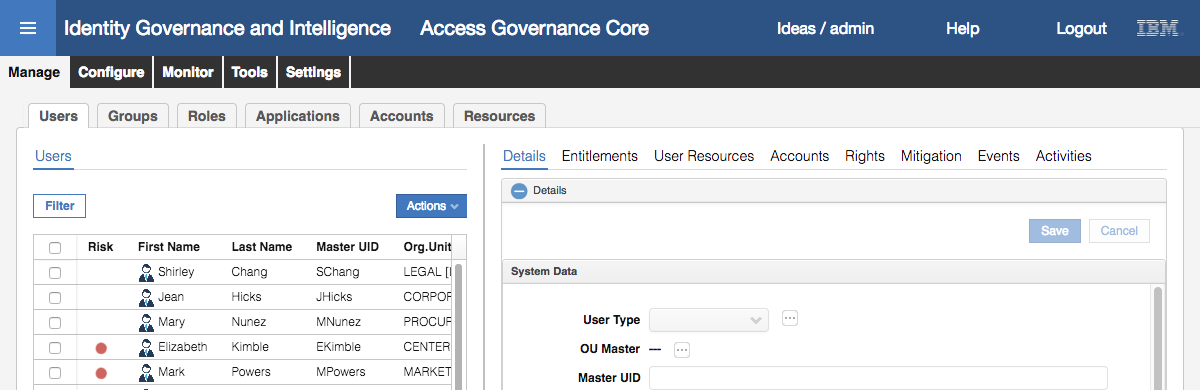 Identity Governance and Intelligence Access Governance Core Ideas / admin Help Logout IBM
Manage Configure Monitor Tools Settings
Users Groups Roles Applications Accounts Resources
Users
Details Entitlements User Resources Accounts Rights Mitigation Events Activities
Details
Filter Actions
Save Cancel
Risk First Name Last Name Master UID Org.Unit
Shirley Chang SChang LEGAL [
Jean Hicks JHicks CORPOR
Mary Nunez MNunez PROCUR
Elizabeth Kimble EKimble CENTER
Mark Powers MPowers MARKET
System Data
User Type
OU Master ---
Master UID